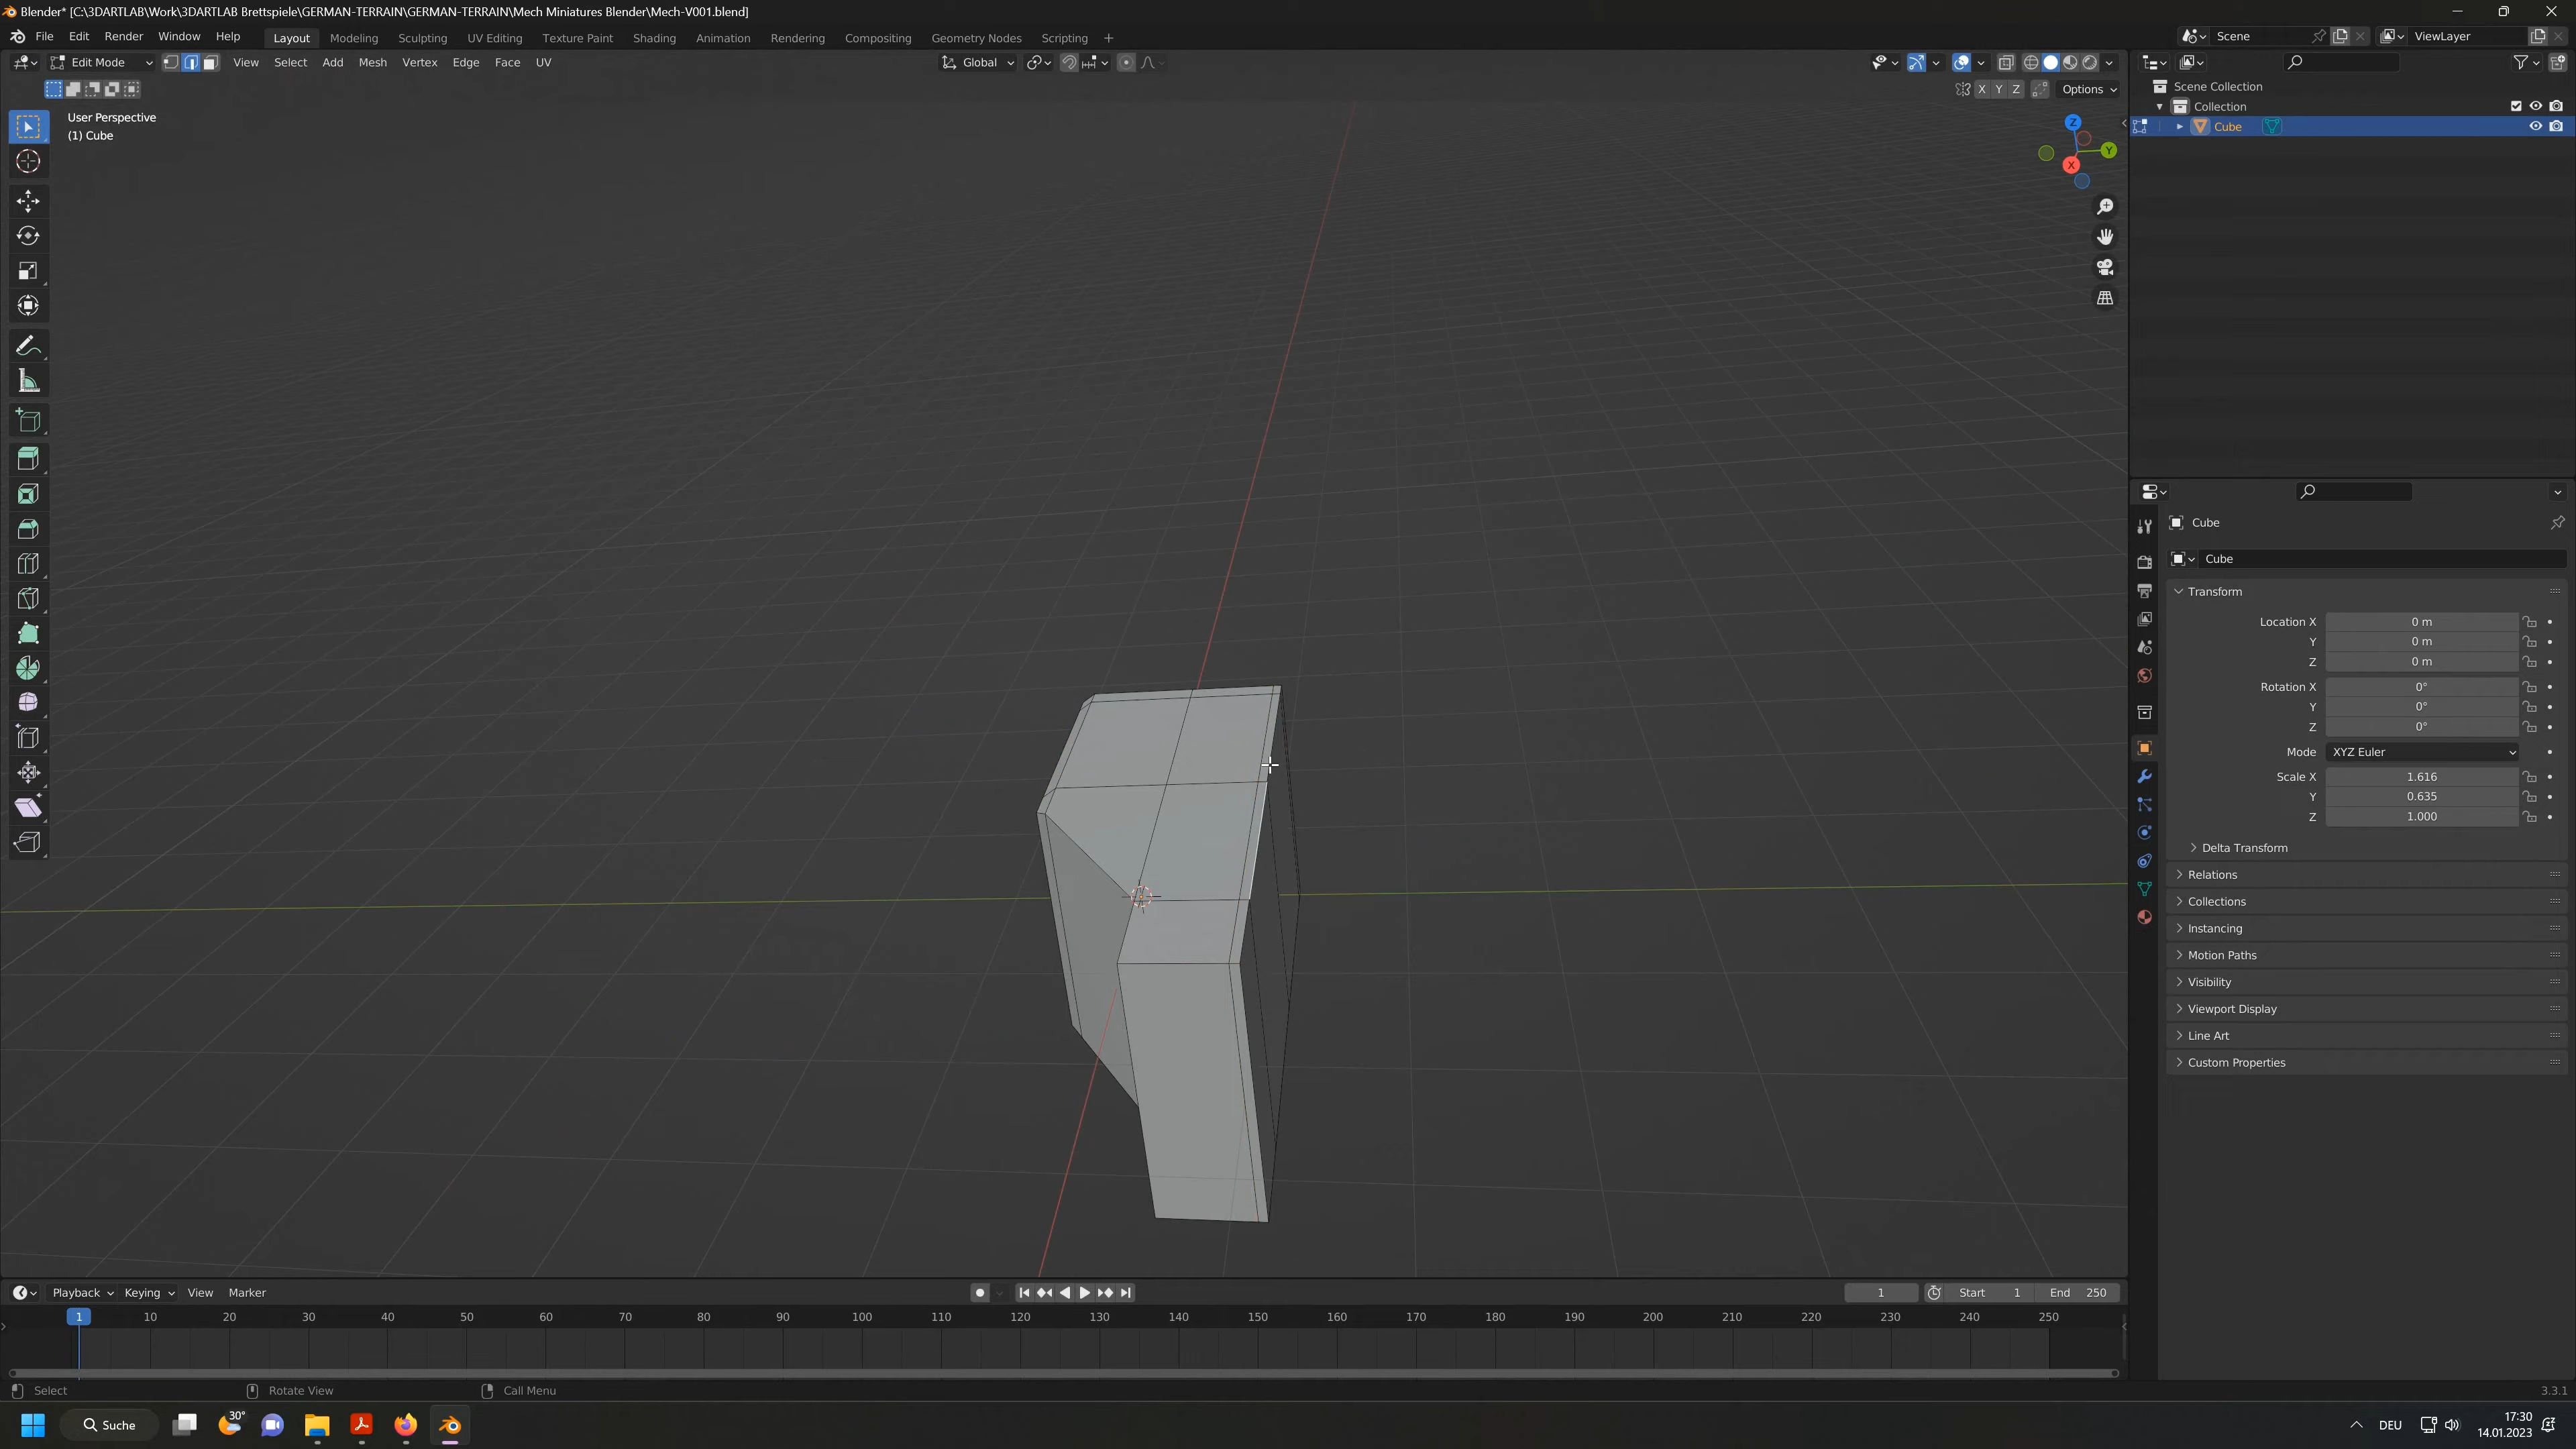 Blender* [C:\3DARTLAB\Work\3DARTLAB Brettspiele\GERMAN-TERRAIN\GERMAN-TERRAIN\Mech Miniatures Blender\Mech-V001.blend]
File Edit Render Window Help Layout Modeling Sculpting UV Editing Texture Paint Shading Animation Rendering Compositing Geometry Nodes Scripting + Scene ViewLayer
Edit Mode View Select Add Mesh Vertex Edge Face UV Global
X Y Z Options
User Perspective
(1) Cube
Z
Y
X
Scene Collection
Collection
Cube
Cube
Cube
Transform
Location X 0 m
Y 0 m
Z 0 m
Rotation X 0°
Y 0°
Z 0°
Mode XYZ Euler
Scale X 1.616
Y 0.635
Z 1.000
Delta Transform
Relations
Collections
Instancing
Motion Paths
Visibility
Viewport Display
Line Art
Custom Properties
Playback Keying View Marker 1 Start 1 End 250
1 10 20 30 40 50 60 70 80 90 100 110 120 130 140 150 160 170 180 190 200 210 220 230 240 250
Select Rotate View Call Menu 3.3.1
Suche 30° DEU 17:30
14.01.2023